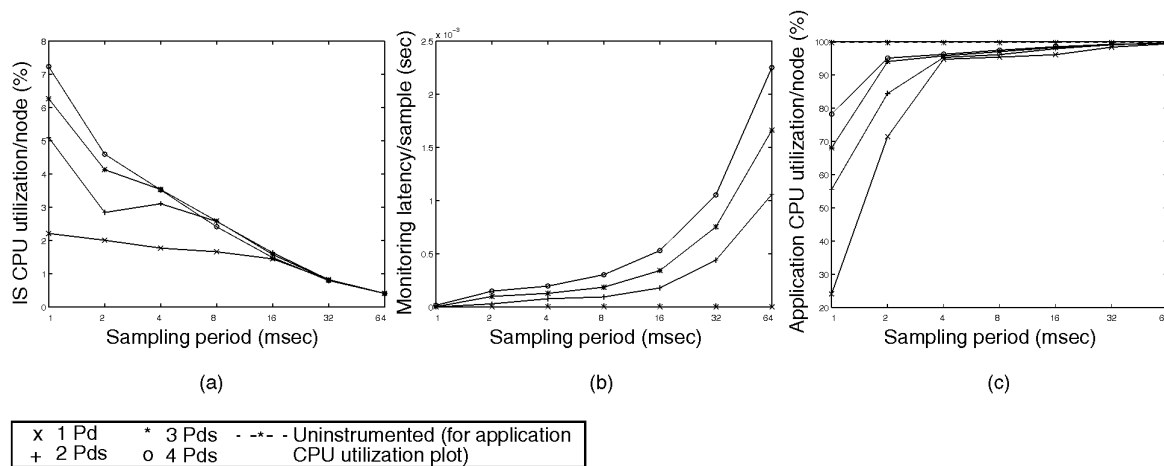 IS CPU utilization/node (%)
8
7
6
5
4
3
2
1
0
1 2 4 8 16 32 64
Sampling period (msec)
(a)
Monitoring latency/sample (sec)
x 10⁻³
2.5
2
1.5
1
0.5
0
1 2 4 8 16 32 64
Sampling period (msec)
(b)
Application CPU utilization/node (%)
100
90
80
70
60
50
40
30
20
1 2 4 8 16 32 6
Sampling period (msec)
(c)
x 1 Pd * 3 Pds - -*- - Uninstrumented (for application
+ 2 Pds o 4 Pds CPU utilization plot)